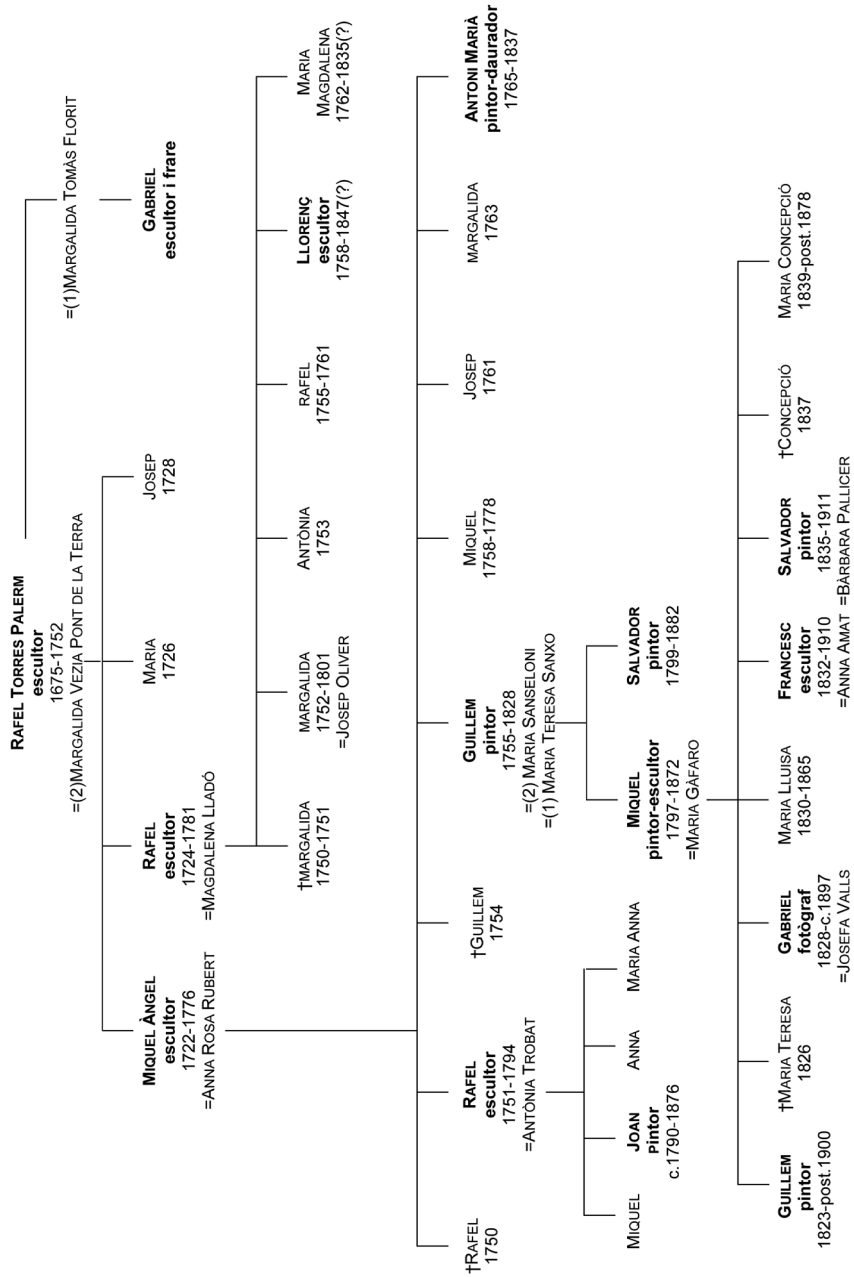 RAFEL TORRES PALERM
escultor
1675-1752
=(2)MARGALIDA VEZIA PONT DE LA TERRA
=(1)MARGALIDA TOMÀS FLORIT
MIQUEL ÀNGEL
escultor
1722-1776
=ANNA ROSA RUBERT
RAFEL
escultor
1724-1781
=MAGDALENA LLADÓ
MARIA
1726
JOSEP
1728
GABRIEL
escultor i frare
†MARGALIDA
1750-1751
MARGALIDA
1752-1801
=JOSEP OLIVER
ANTÒNIA
1753
RAFEL
1755-1761
LLORENÇ
escultor
1758-1847(?)
MARIA
MAGDALENA
1762-1835(?)
†RAFEL
1750
RAFEL
escultor
1751-1794
=ANTÒNIA TROBAT
†GUILLEM
1754
GUILLEM
pintor
1755-1828
=(2) MARIA SANSELONI
=(1) MARIA TERESA SANXO
MIQUEL
1758-1778
JOSEP
1761
MARGALIDA
1763
ANTONI MARIÀ
pintor-daurador
1765-1837
MIQUEL
JOAN
Pintor
c.1790-1876
ANNA
MARIA ANNA
MIQUEL
pintor-escultor
1797-1872
=MARIA GÀFARO
SALVADOR
pintor
1799-1882
GUILLEM
pintor
1823-post.1900
†MARIA TERESA
1826
GABRIEL
fotògraf
1828-c.1897
=JOSEFA VALLS
MARIA LLUISA
1830-1865
FRANCESC
escultor
1832-1910
=ANNA AMAT
SALVADOR
pintor
1835-1911
=BÀRBARA PALLICER
†CONCEPCIÓ
1837
MARIA CONCEPCIÓ
1839-post.1878